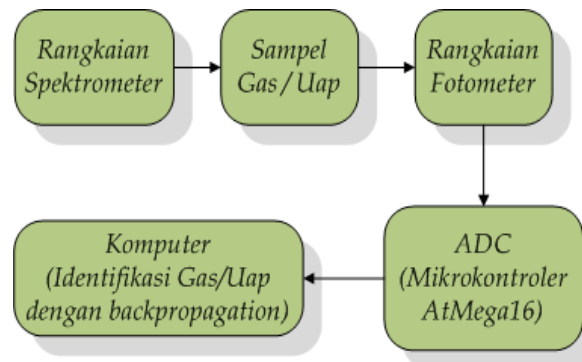 Rangkaian
Spektrometer
Sampel
Gas / Uap
Rangkaian
Fotometer
ADC
(Mikrokontroler
AtMega16)
Komputer
(Identifikasi Gas/Uap
dengan backpropagation)